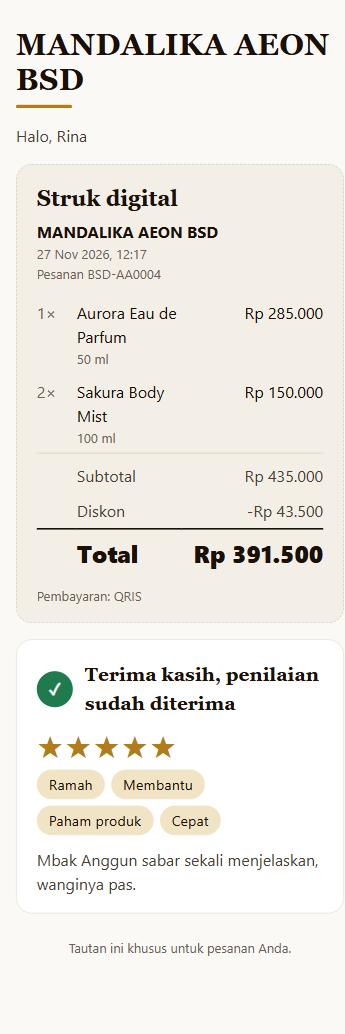 MANDALIKA AEON
BSD
Halo, Rina
Struk digital
MANDALIKA AEON BSD
27 Nov 2026, 12:17
Pesanan BSD-AA0004
1× Aurora Eau de Rp 285.000
Parfum
50 ml
2× Sakura Body Rp 150.000
Mist
100 ml
Subtotal Rp 435.000
Diskon -Rp 43.500
Total Rp 391.500
Pembayaran: QRIS
Terima kasih, penilaian
sudah diterima
Ramah Membantu
Paham produk Cepat
Mbak Anggun sabar sekali menjelaskan,
wanginya pas.
Tautan ini khusus untuk pesanan Anda.